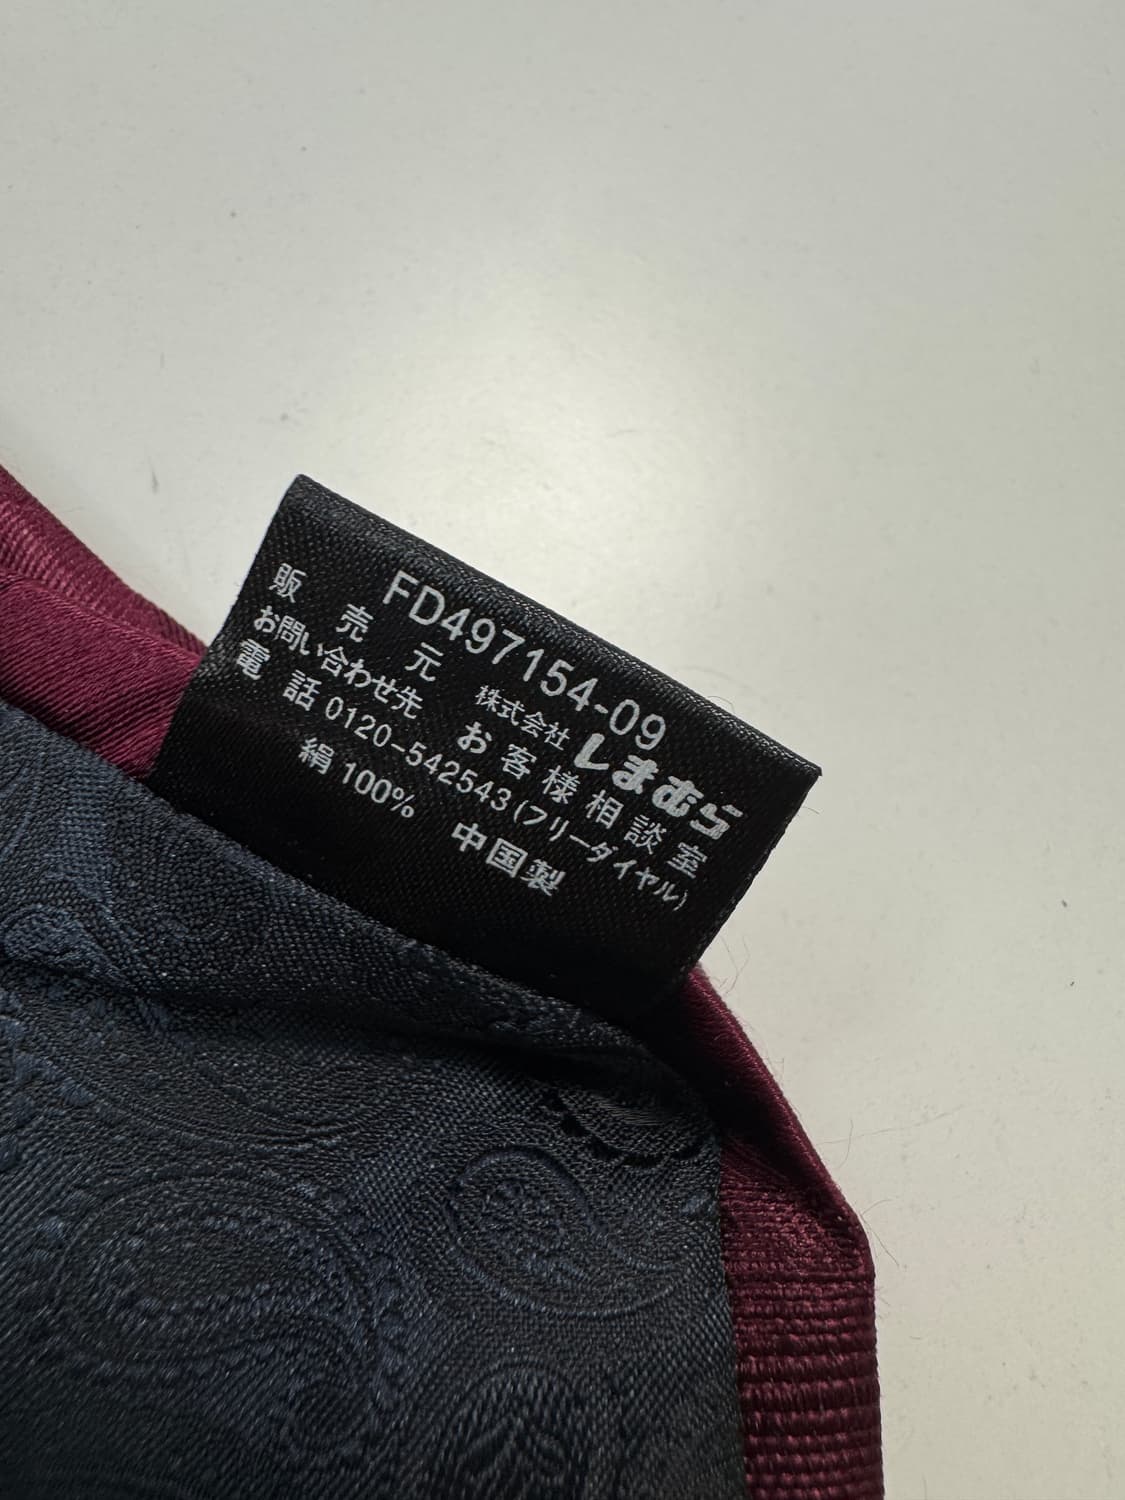 FD497154-09
販売元 株式会社 しまむら
お問い合わせ先 お客様相談室
電話 0120-542543 (フリーダイヤル)
絹 100% 中国製